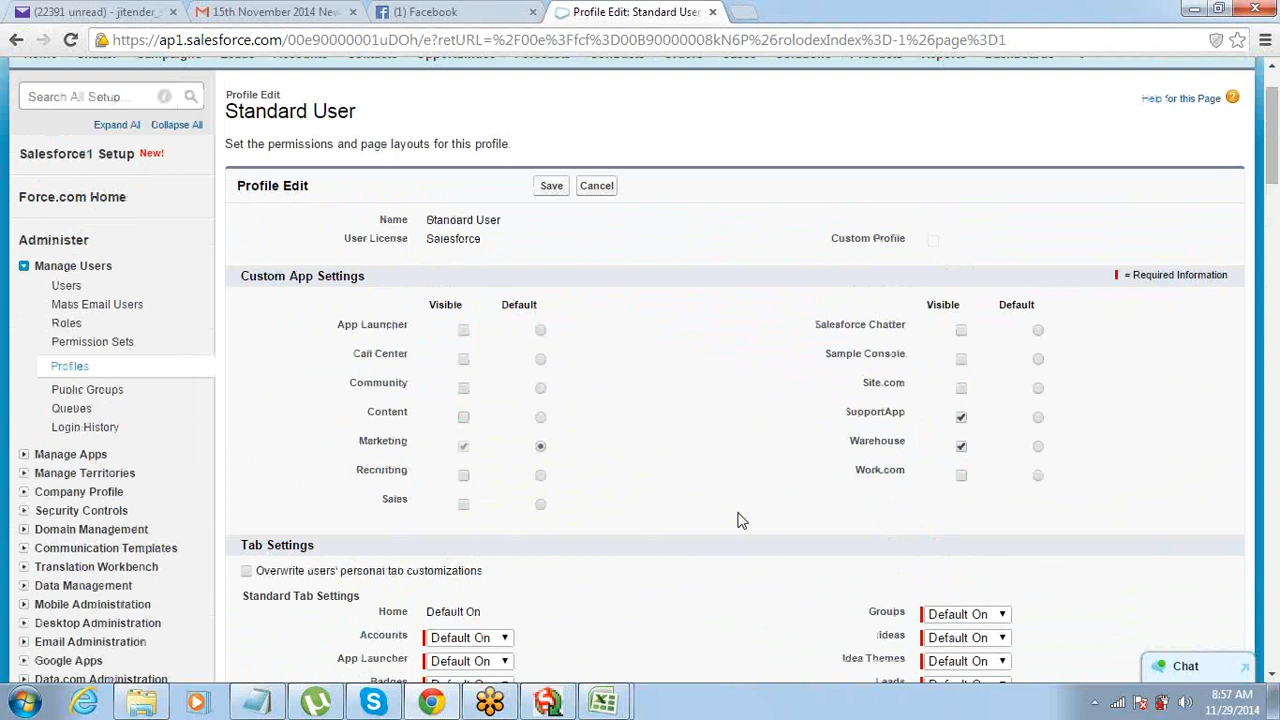 (22391 unread) - jitender_
15th November 2014 New
(1) Facebook
Profile Edit: Standard Use
https://ap1.salesforce.com/00e90000001uDOh/e?retURL=%2F00e%3Ffcf%3D00B90000008kN6P%26rolodexIndex%3D-1%26page%3D1
Search All Setup...
Expand All Collapse All
Salesforce1 Setup New!
Force.com Home
Administer
Manage Users
Users
Mass Email Users
Roles
Permission Sets
Profiles
Public Groups
Queues
Login History
Manage Apps
Manage Territories
Company Profile
Security Controls
Domain Management
Communication Templates
Translation Workbench
Data Management
Mobile Administration
Desktop Administration
Email Administration
Google Apps
Data.com Administration
Profile Edit
Standard User
Help for this Page
Set the permissions and page layouts for this profile.
Profile Edit Save Cancel
Name Standard User
User License Salesforce Custom Profile
Custom App Settings = Required Information
Visible Default Visible Default
App Launcher Salesforce Chatter
Call Center Sample Console
Community Site.com
Content SupportApp
Marketing Warehouse
Recruiting Work.com
Sales
Tab Settings
Overwrite users' personal tab customizations
Standard Tab Settings
Home Default On Groups Default On
Accounts Default On Ideas Default On
App Launcher Default On Idea Themes Default On
Badges Default On Leads Default On
Chat
8:57 AM
11/29/2014